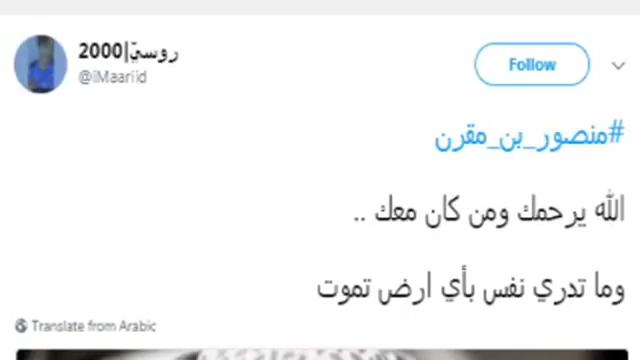 روسيّ|2000
@iMaariid
Follow
#منصور_بن_مقرن
الله يرحمك ومن كان معك ..
وما تدري نفس بأي ارض تموت
Translate from Arabic